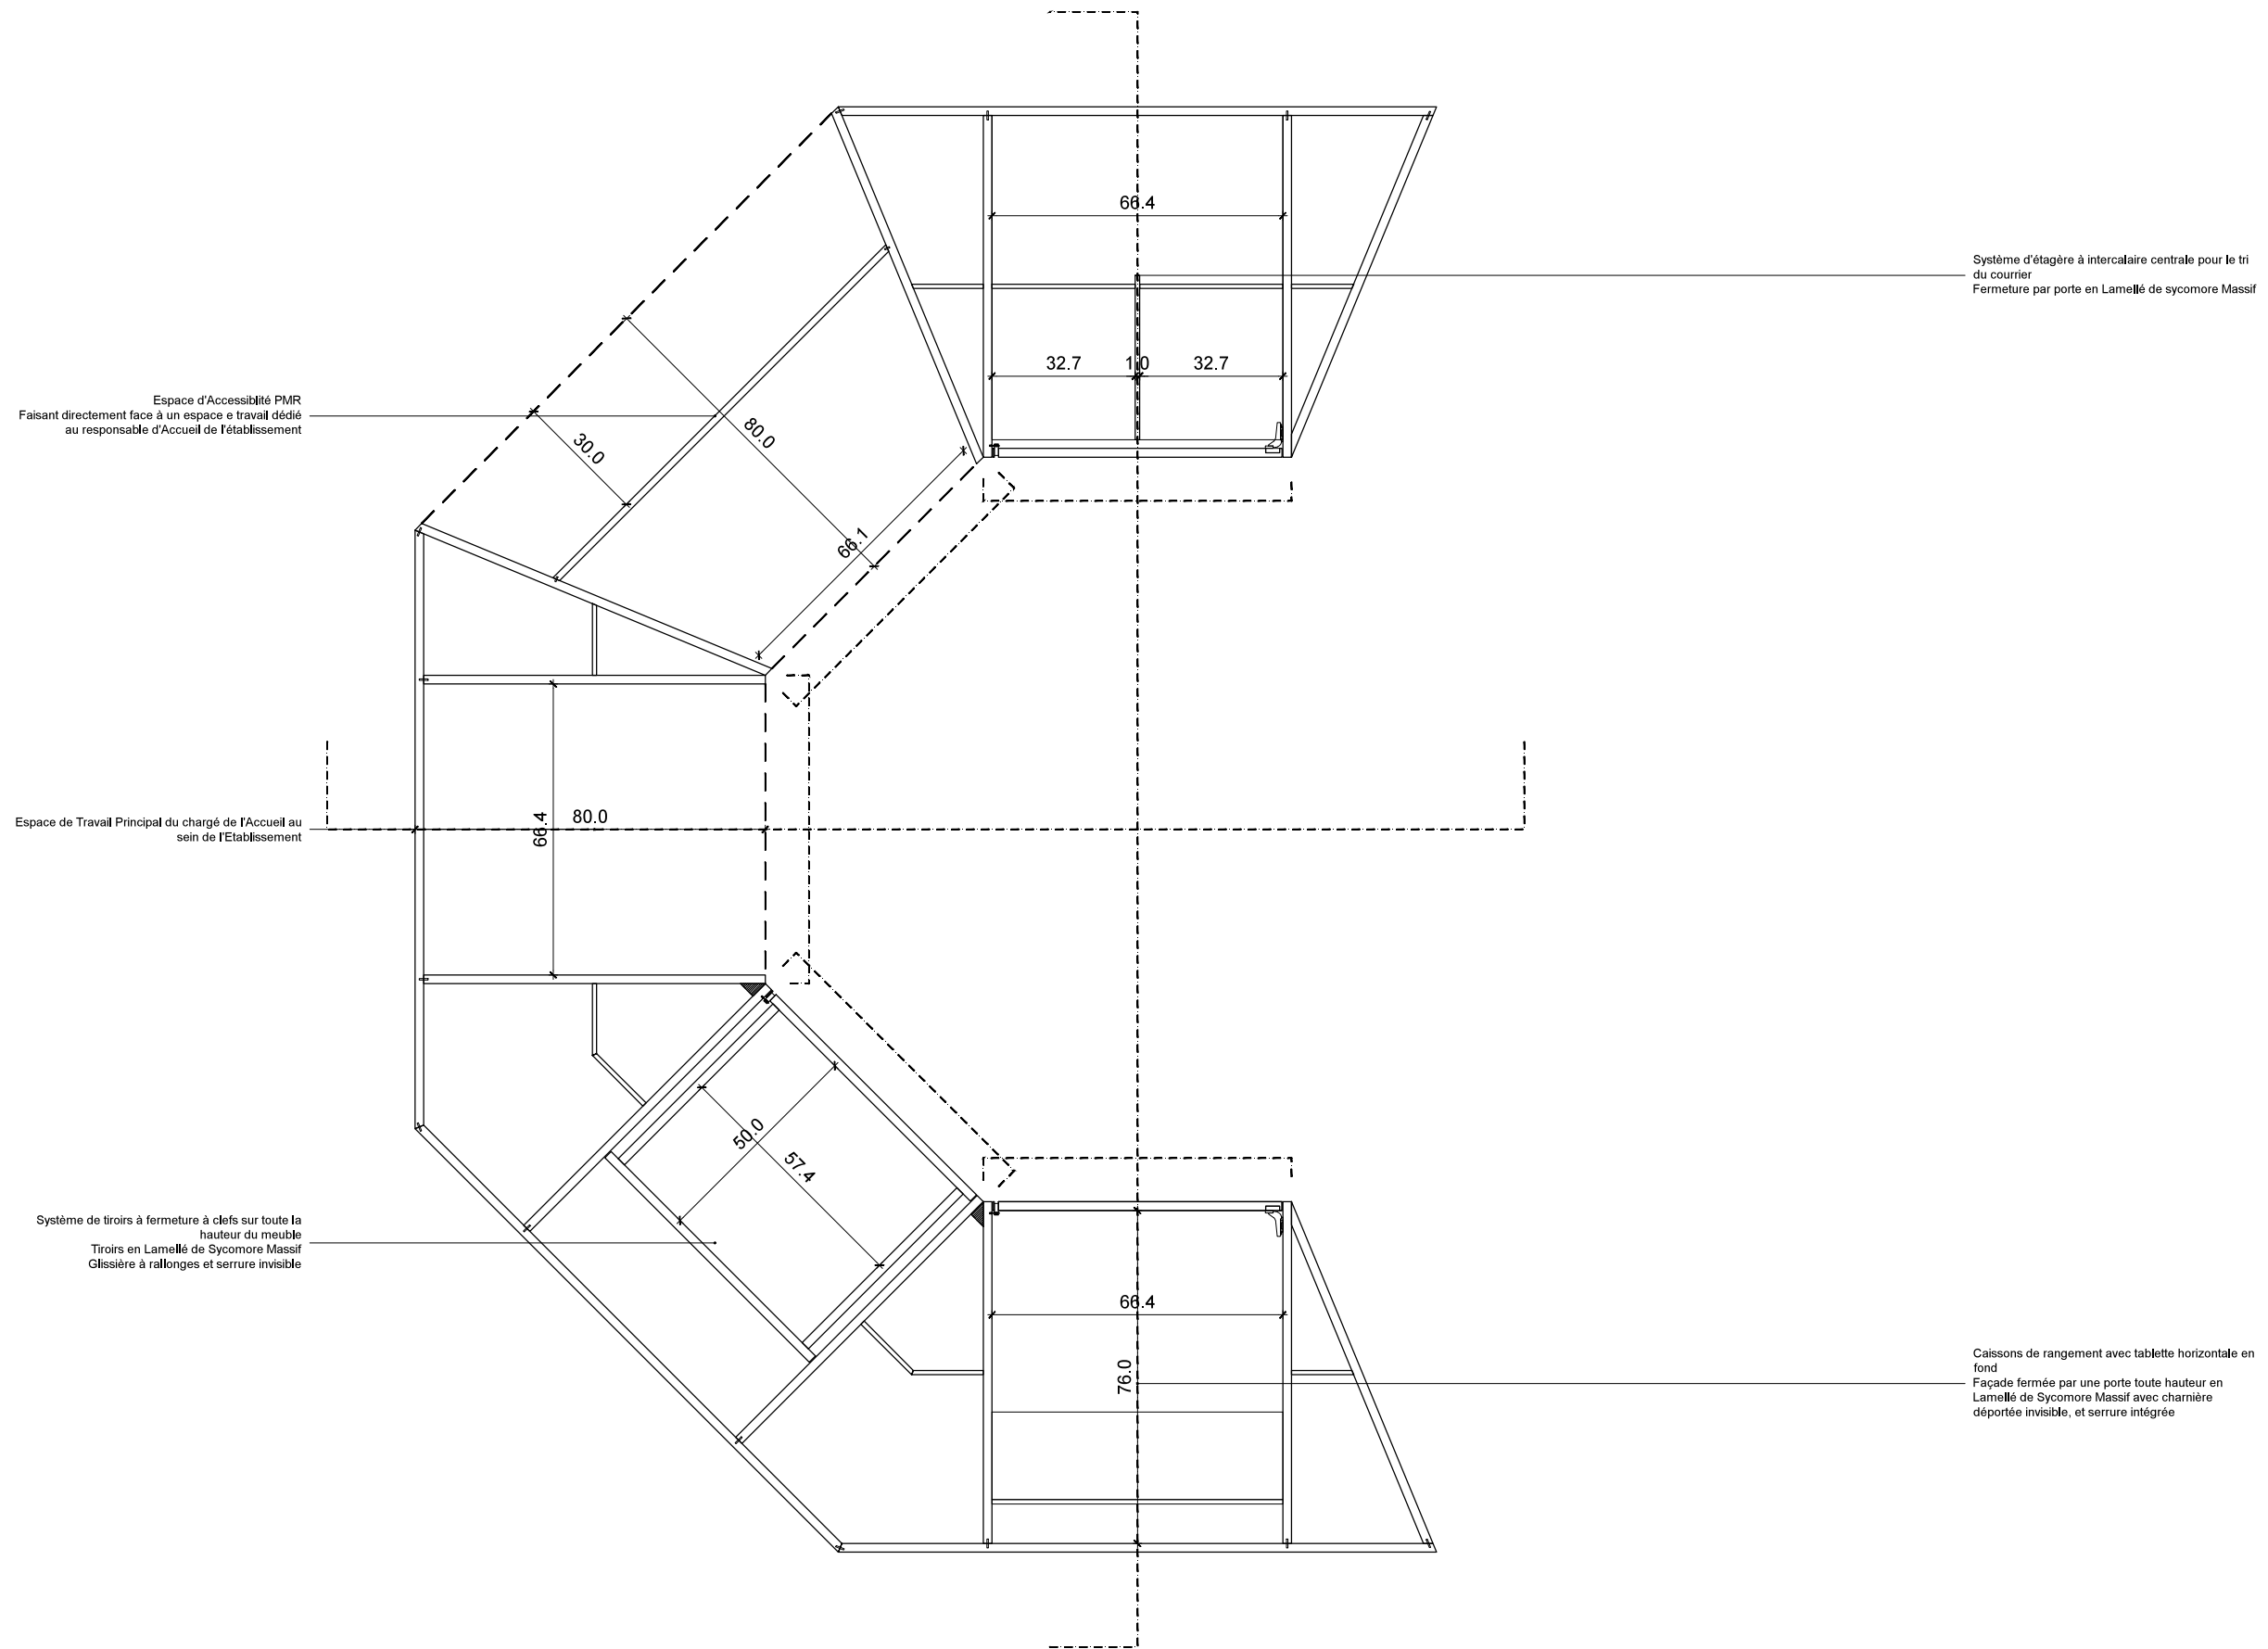 66.4
Système d'étagère à intercalaire centrale pour le tri
du courrier
Fermeture par porte en Lamellé de sycomore Massif
32.7
1.0
32.7
Espace d'Accessiblité PMR
Faisant directement face à un espace e travail dédié
au responsable d'Accueil de l'établissement
30.0
80.0
66.1
Espace de Travail Principal du chargé de l'Accueil au
sein de l'Etablissement
66.4
80.0
50.0
57.4
Système de tiroirs à fermeture à clefs sur toute la
hauteur du meuble
Tiroirs en Lamellé de Sycomore Massif
Glissière à rallonges et serrure invisible
66.4
76.0
Caissons de rangement avec tablette horizontale en
fond
Façade fermée par une porte toute hauteur en
Lamellé de Sycomore Massif avec charnière
déportée invisible, et serrure intégrée